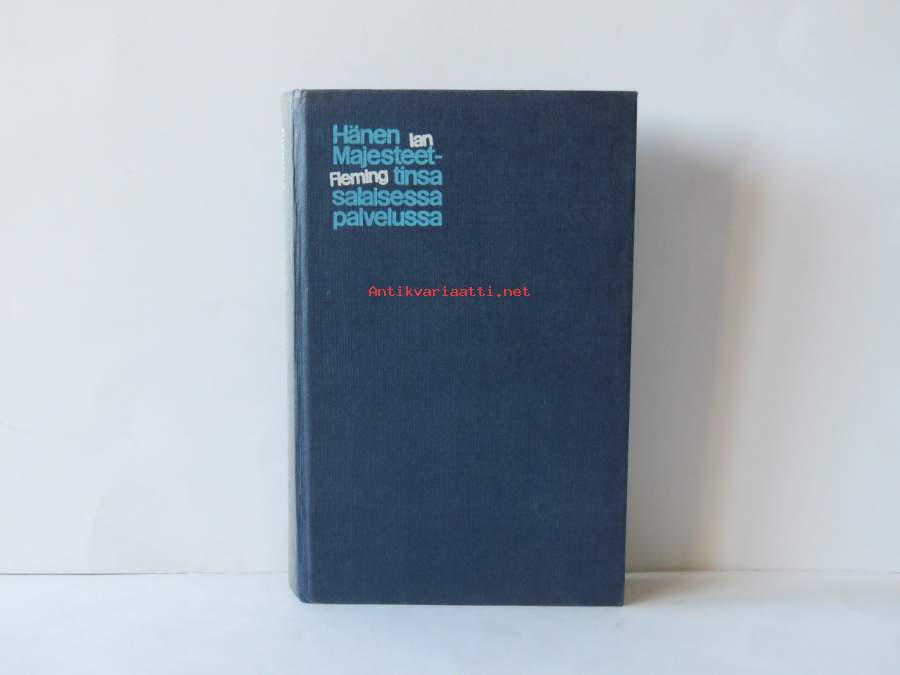 Hänen Ian
Majesteet-
Fleming tinsa
salaisessa
palvelussa
Antikvariaatti.net